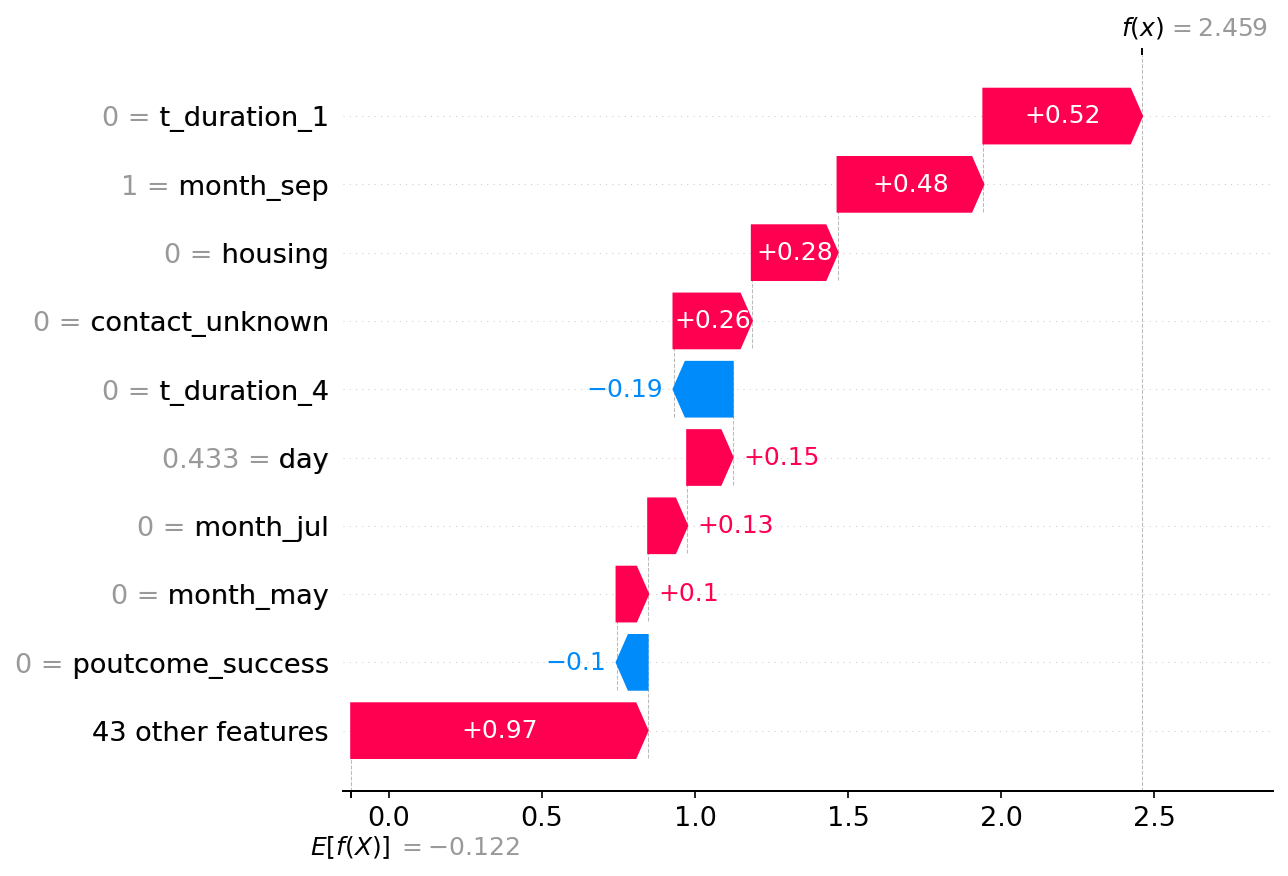 f(x) = 2.459
0 = t_duration_1 +0.52
1 = month_sep +0.48
0 = housing +0.28
0 = contact_unknown +0.26
0 = t_duration_4 −0.19
0.433 = day +0.15
0 = month_jul +0.13
0 = month_may +0.1
0 = poutcome_success −0.1
43 other features +0.97
0.0 0.5 1.0 1.5 2.0 2.5
E[f(X)] = −0.122